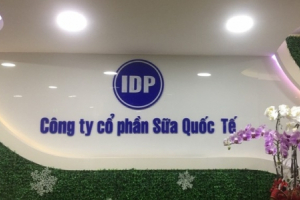 IDP
Công ty cổ phần Sữa Quốc Tế